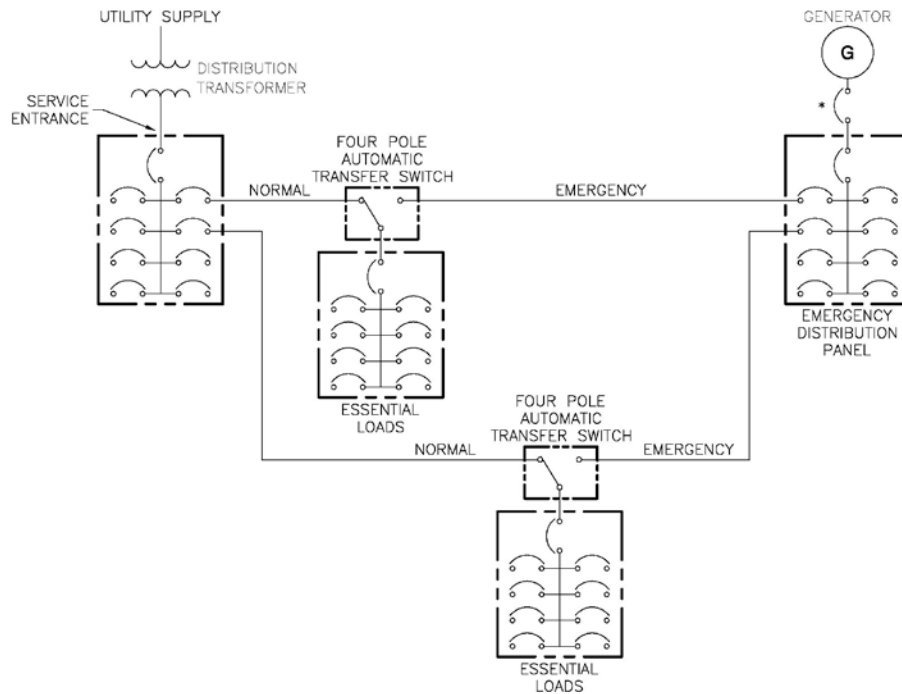 UTILITY SUPPLY
GENERATOR
G
DISTRIBUTION
TRANSFORMER
SERVICE
ENTRANCE
*
FOUR POLE
AUTOMATIC
TRANSFER SWITCH
NORMAL
EMERGENCY
EMERGENCY
DISTRIBUTION
PANEL
ESSENTIAL
LOADS
FOUR POLE
AUTOMATIC
TRANSFER SWITCH
NORMAL
EMERGENCY
ESSENTIAL
LOADS